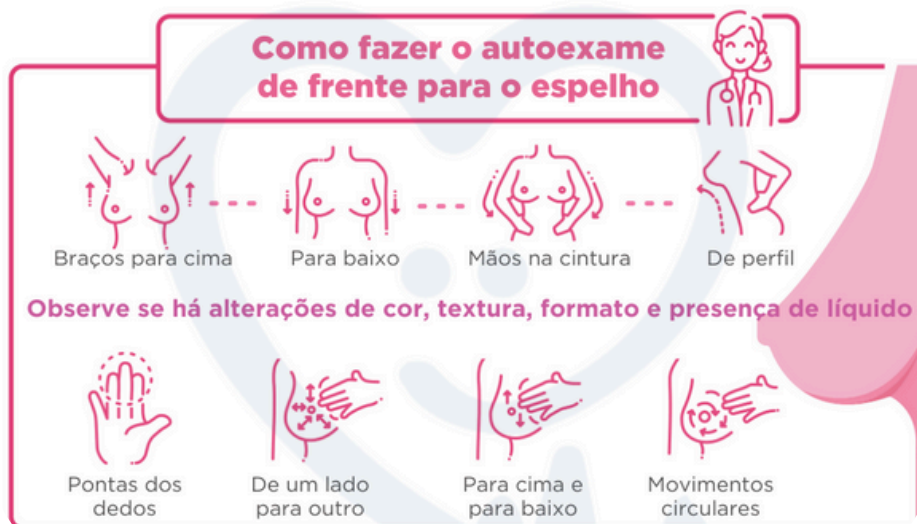 Como fazer o autoexame
de frente para o espelho
Braços para cima
Para baixo
Mãos na cintura
De perfil
Observe se há alterações de cor, textura, formato e presença de líquido
Pontas dos
dedos
De um lado
para outro
Para cima e
para baixo
Movimentos
circulares